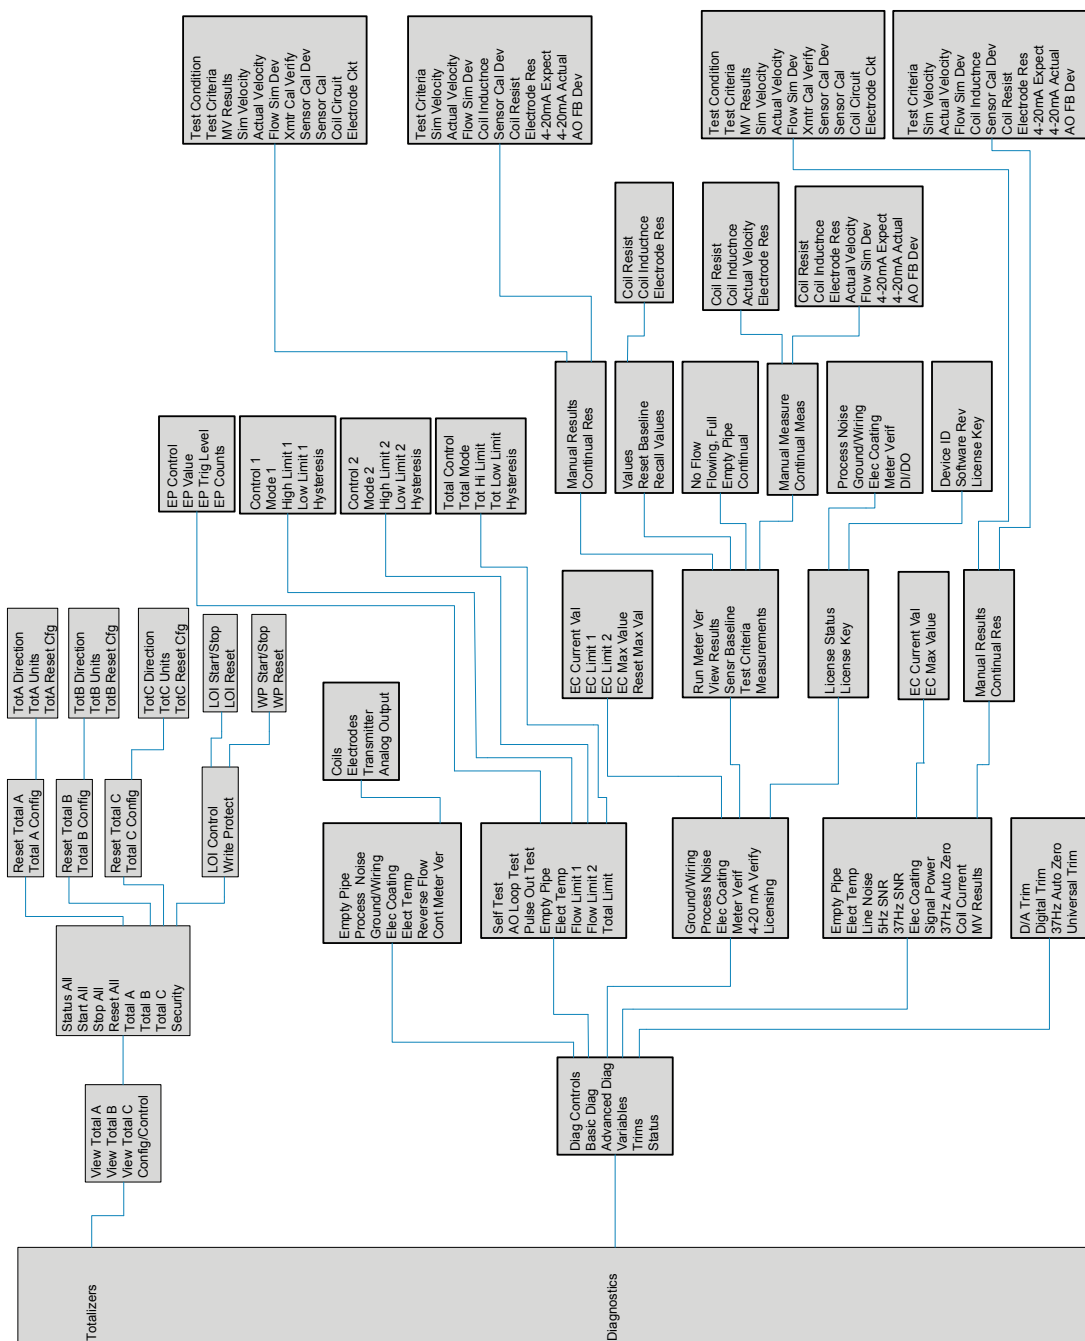 Totalizers
View Total A
View Total B
View Total C
Config/Control
Status All
Start All
Stop All
Reset All
Total A
Total B
Total C
Security
Reset Total A
Total A Config
TotA Direction
TotA Units
TotA Reset Cfg
Reset Total B
Total B Config
TotB Direction
TotB Units
TotB Reset Cfg
Reset Total C
Total C Config
TotC Direction
TotC Units
TotC Reset Cfg
LOI Control
Write Protect
LOI Start/Stop
LOI Reset
WP Start/Stop
WP Reset
Diagnostics
Diag Controls
Basic Diag
Advanced Diag
Variables
Trims
Status
Empty Pipe
Process Noise
Ground/Wiring
Elec Coating
Elect Temp
Reverse Flow
Cont Meter Ver
Coils
Electrodes
Transmitter
Analog Output
Self Test
AO Loop Test
Pulse Out Test
Empty Pipe
Elect Temp
Flow Limit 1
Flow Limit 2
Total Limit
EP Control
EP Value
EP Trig Level
EP Counts
Control 1
Mode 1
High Limit 1
Low Limit 1
Hysteresis
Control 2
Mode 2
High Limit 2
Low Limit 2
Hysteresis
Total Control
Total Mode
Tot Hi Limit
Tot Low Limit
Hysteresis
Ground/Wiring
Process Noise
Elec Coating
Meter Verif
4-20 mA Verify
Licensing
EC Current Val
EC Limit 1
EC Limit 2
EC Max Value
Reset Max Val
Run Meter Ver
View Results
Sensr Baseline
Test Criteria
Measurements
Manual Results
Continual Res
Test Condition
Test Criteria
MV Results
Sim Velocity
Actual Velocity
Flow Sim Dev
Xmtr Cal Verify
Sensor Cal Dev
Sensor Cal
Coil Circuit
Electrode Ckt
Test Criteria
Sim Velocity
Actual Velocity
Flow Sim Dev
Coil Inductnce
Sensor Cal Dev
Coil Resist
Electrode Res
4-20mA Expect
4-20mA Actual
AO FB Dev
Values
Reset Baseline
Recall Values
Coil Resist
Coil Inductnce
Electrode Res
No Flow
Flowing, Full
Empty Pipe
Continual
Manual Measure
Continual Meas
Coil Resist
Coil Inductnce
Actual Velocity
Electrode Res
Coil Resist
Coil Inductnce
Electrode Res
Actual Velocity
Flow Sim Dev
4-20mA Expect
4-20mA Actual
AO FB Dev
License Status
License Key
Process Noise
Ground/Wiring
Elec Coating
Meter Verif
DI/DO
Device ID
Software Rev
License Key
Empty Pipe
Elect Temp
Line Noise
5Hz SNR
37Hz SNR
Elec Coating
Signal Power
37Hz Auto Zero
Coil Current
MV Results
EC Current Val
EC Max Value
Manual Results
Continual Res
Test Condition
Test Criteria
MV Results
Sim Velocity
Actual Velocity
Flow Sim Dev
Xmtr Cal Verify
Sensor Cal Dev
Sensor Cal
Coil Circuit
Electrode Ckt
Test Criteria
Sim Velocity
Actual Velocity
Flow Sim Dev
Coil Inductnce
Sensor Cal Dev
Coil Resist
Electrode Res
4-20mA Expect
4-20mA Actual
AO FB Dev
D/A Trim
Digital Trim
37Hz Auto Zero
Universal Trim